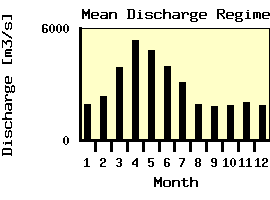 Mean Discharge Regime
6000
Discharge [m3/s]
0
1 2 3 4 5 6 7 8 9 10 11 12
Month